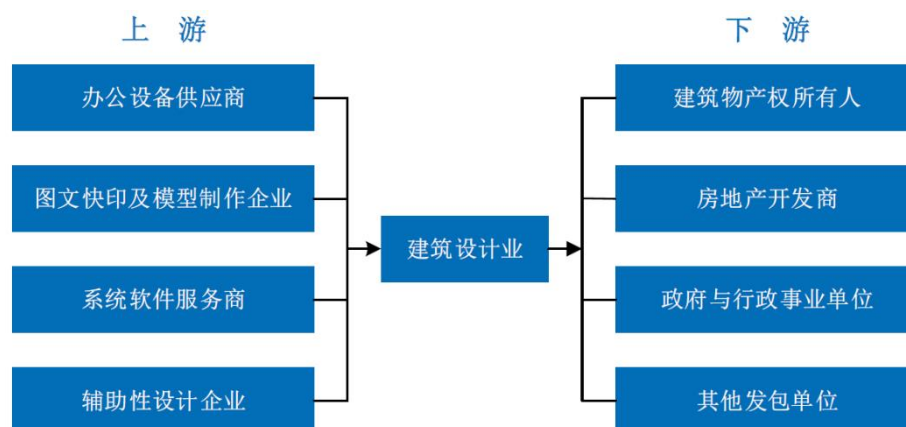 上 游
下 游
办公设备供应商
图文快印及模型制作企业
系统软件服务商
辅助性设计企业
建筑设计业
建筑物产权所有人
房地产开发商
政府与行政事业单位
其他发包单位